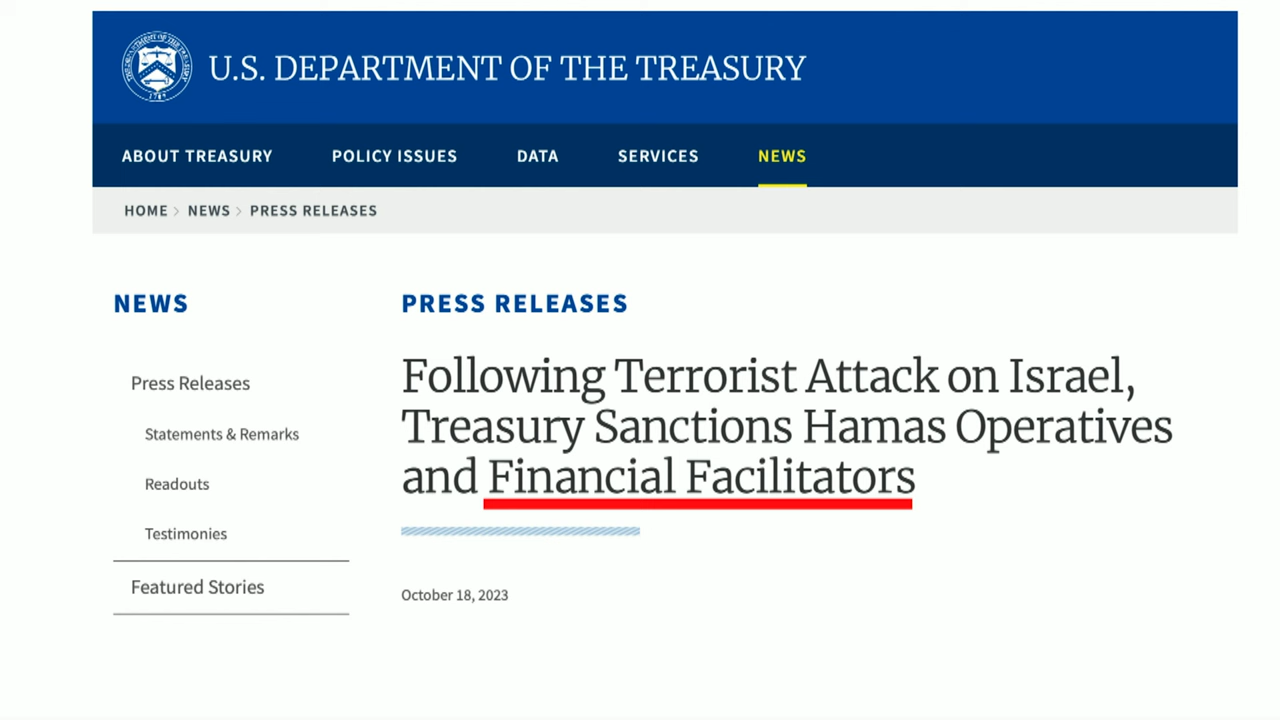 U.S. DEPARTMENT OF THE TREASURY
ABOUT TREASURY POLICY ISSUES DATA SERVICES NEWS
HOME > NEWS > PRESS RELEASES
NEWS
Press Releases
Statements & Remarks
Readouts
Testimonies
Featured Stories
PRESS RELEASES
Following Terrorist Attack on Israel,
Treasury Sanctions Hamas Operatives
and Financial Facilitators
October 18, 2023